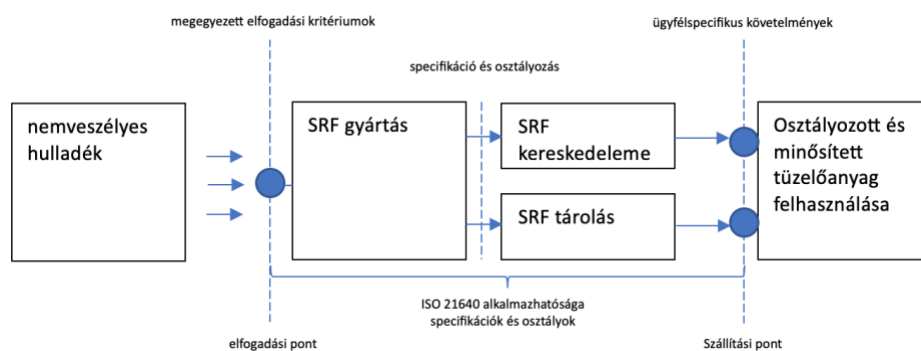 megegyezett elfogadási kritériumok
ügyfélspecifikus követelmények
specifikáció és osztályozás
nemveszélyes
hulladék
SRF gyártás
SRF
kereskedeleme
SRF tárolás
Osztályozott és
minősített
tüzelőanyag
felhasználása
ISO 21640 alkalmazhatósága
specifikációk és osztályok
elfogadási pont
Szállítási pont